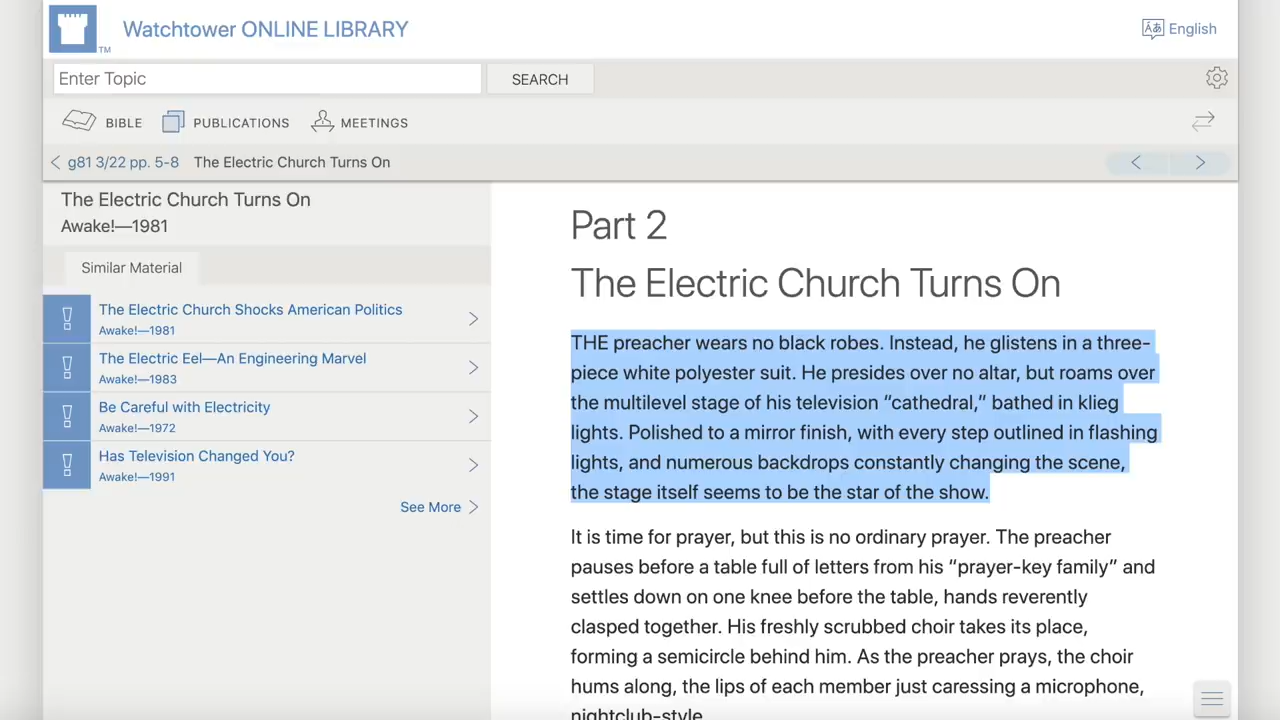 Watchtower ONLINE LIBRARY
TM
English
Enter Topic
SEARCH
BIBLE
PUBLICATIONS
MEETINGS
g81 3/22 pp. 5-8
The Electric Church Turns On
The Electric Church Turns On
Awake!—1981
Similar Material
The Electric Church Shocks American Politics
Awake!—1981
The Electric Eel—An Engineering Marvel
Awake!—1983
Be Careful with Electricity
Awake!—1972
Has Television Changed You?
Awake!—1991
See More
Part 2
The Electric Church Turns On
THE preacher wears no black robes. Instead, he glistens in a three-
piece white polyester suit. He presides over no altar, but roams over
the multilevel stage of his television “cathedral,” bathed in klieg
lights. Polished to a mirror finish, with every step outlined in flashing
lights, and numerous backdrops constantly changing the scene,
the stage itself seems to be the star of the show.
It is time for prayer, but this is no ordinary prayer. The preacher
pauses before a table full of letters from his “prayer-key family” and
settles down on one knee before the table, hands reverently
clasped together. His freshly scrubbed choir takes its place,
forming a semicircle behind him. As the preacher prays, the choir
hums along, the lips of each member just caressing a microphone,
nightclub-style